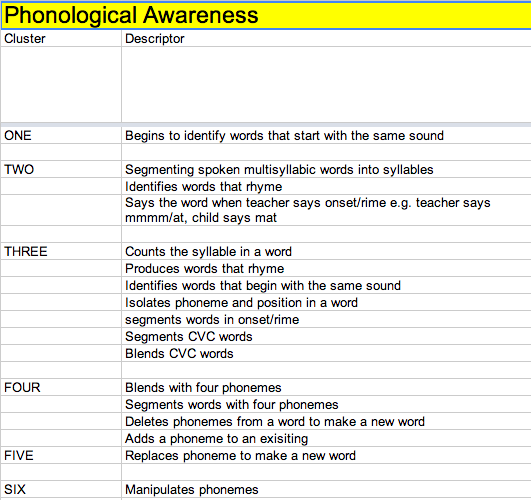 Phonological Awareness
Cluster Descriptor
ONE Begins to identify words that start with the same sound
TWO Segmenting spoken multisyllabic words into syllables
Identifies words that rhyme
Says the word when teacher says onset/rime e.g. teacher says
mmmm/at, child says mat
THREE Counts the syllable in a word
Produces words that rhyme
Identifies words that begin with the same sound
Isolates phoneme and position in a word
segments words in onset/rime
Segments CVC words
Blends CVC words
FOUR Blends with four phonemes
Segments words with four phonemes
Deletes phonemes from a word to make a new word
Adds a phoneme to an exisiting
FIVE Replaces phoneme to make a new word
SIX Manipulates phonemes